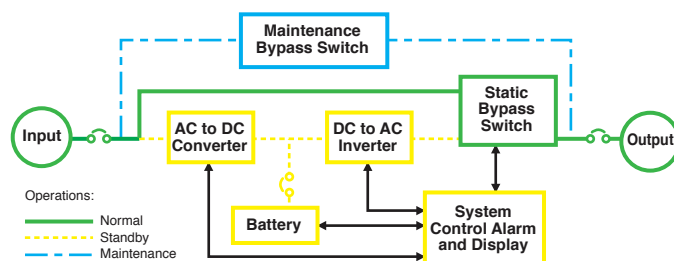 Maintenance
Bypass Switch
Static
Bypass
Switch
Input
AC to DC
Converter
DC to AC
Inverter
Output
Operations:
Normal
Standby
Maintenance
Battery
System
Control Alarm
and Display